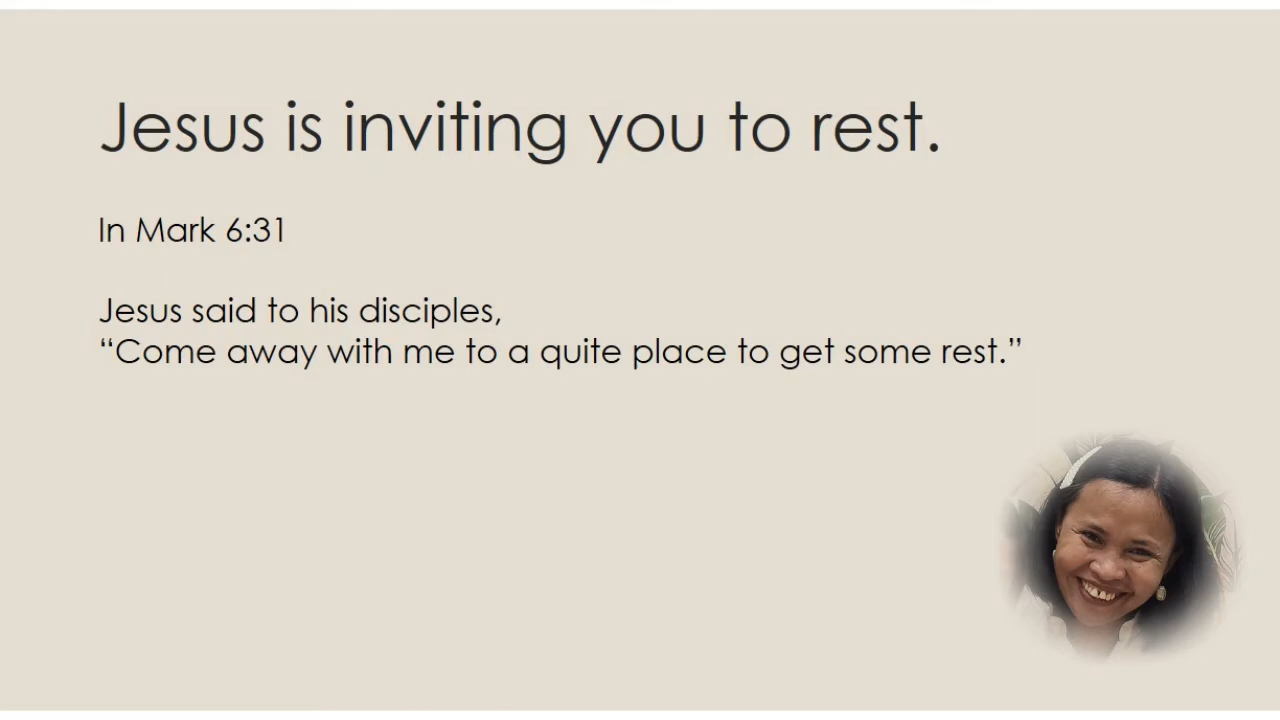 Jesus is inviting you to rest.
In Mark 6:31
Jesus said to his disciples,
“Come away with me to a quite place to get some rest.”